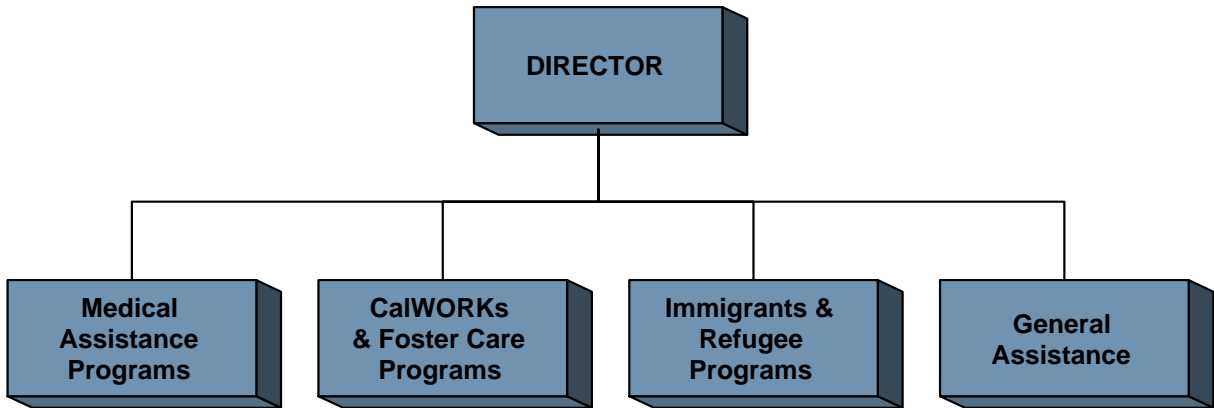 DIRECTOR
Medical
Assistance
Programs
CalWORKs
& Foster Care
Programs
Immigrants &
Refugee
Programs
General
Assistance